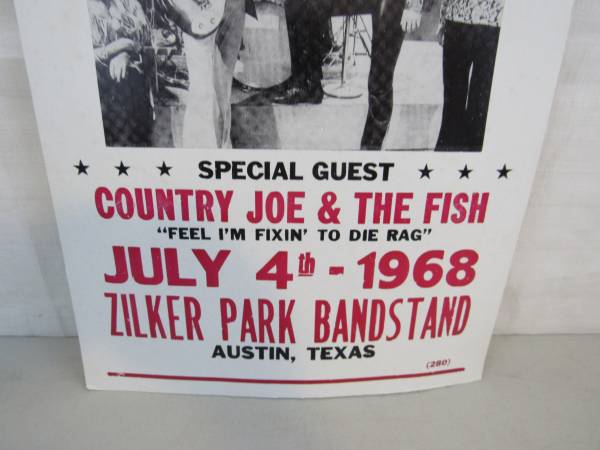 ★ ★ ★ SPECIAL GUEST ★ ★ ★
COUNTRY JOE & THE FISH
"FEEL I'M FIXIN' TO DIE RAG"
JULY 4th - 1968
ZILKER PARK BANDSTAND
AUSTIN, TEXAS
(280)